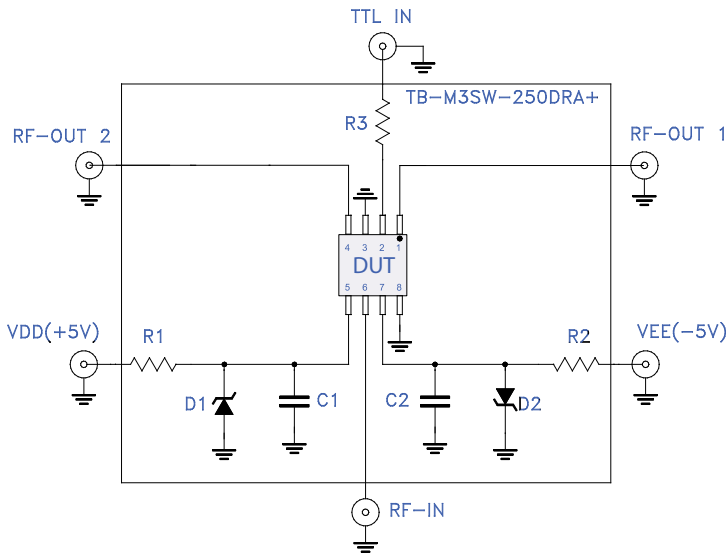 TTL IN
TB-M3SW-250DRA+
R3
RF-OUT 2
RF-OUT 1
4 3 2 1
DUT
5 6 7 8
VDD(+5V)
R1
R2
VEE(-5V)
D1
C1
C2
D2
RF-IN